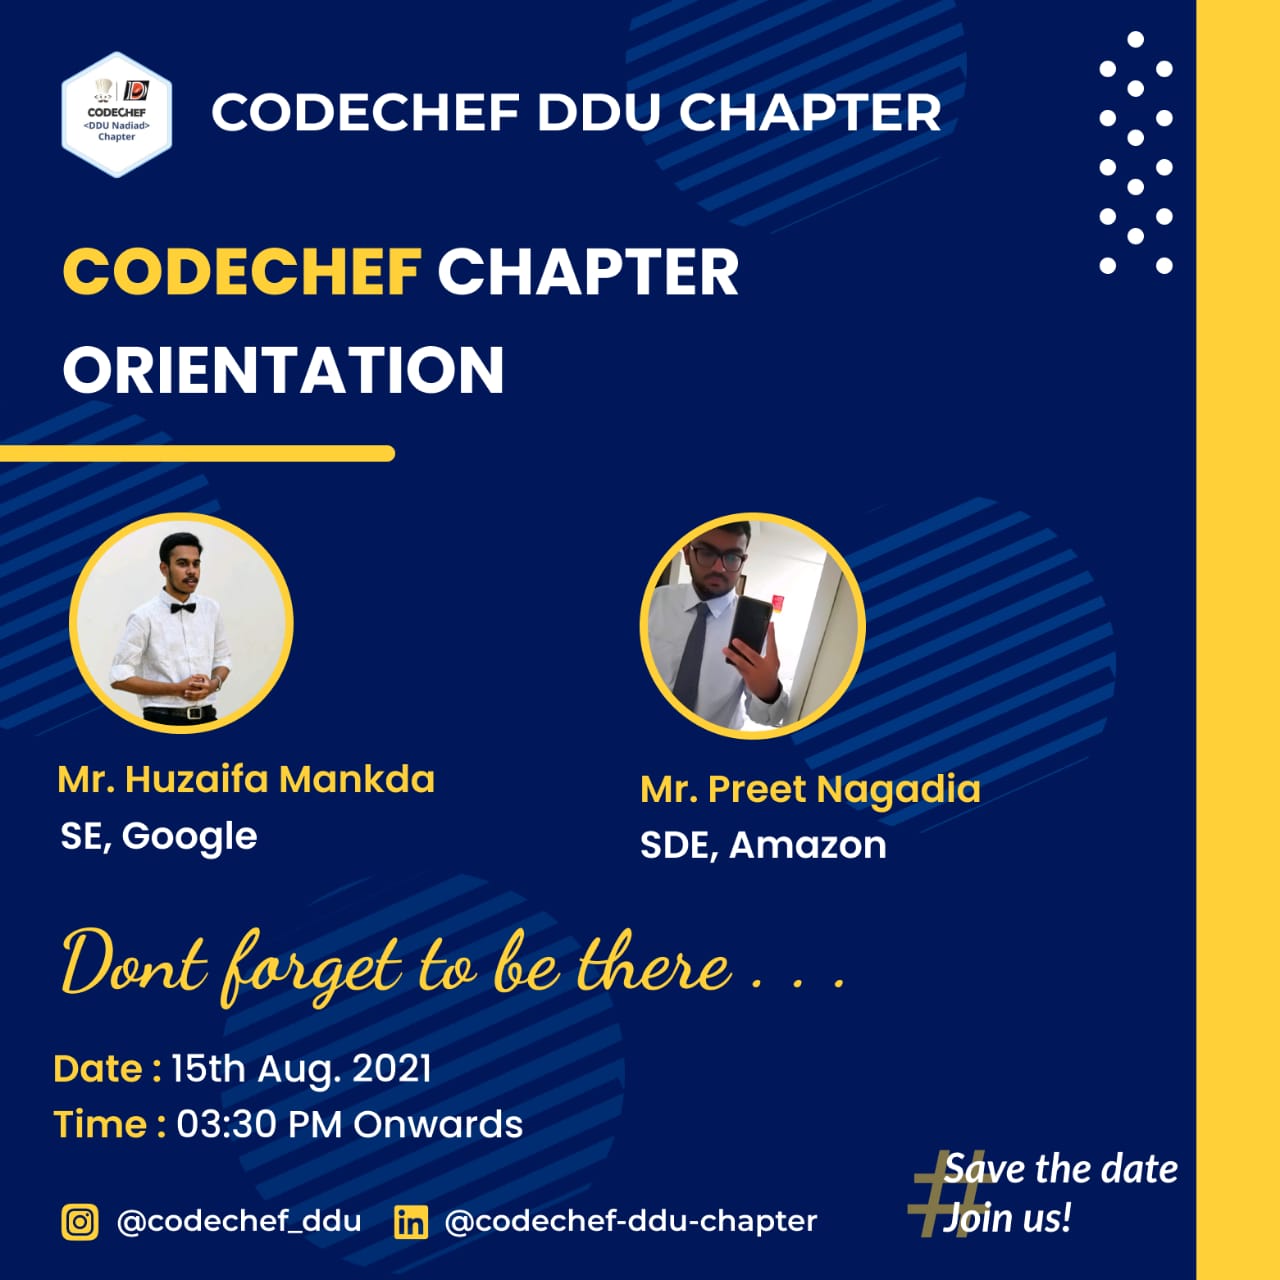 CODECHEF
<DDU Nadiad>
Chapter
CODECHEF DDU CHAPTER
CODECHEF CHAPTER
ORIENTATION
Mr. Huzaifa Mankda
SE, Google
Mr. Preet Nagadia
SDE, Amazon
Dont forget to be there . . .
Date : 15th Aug. 2021
Time : 03:30 PM Onwards
@codechef_ddu
in @codechef-ddu-chapter
#Save the date
Join us!